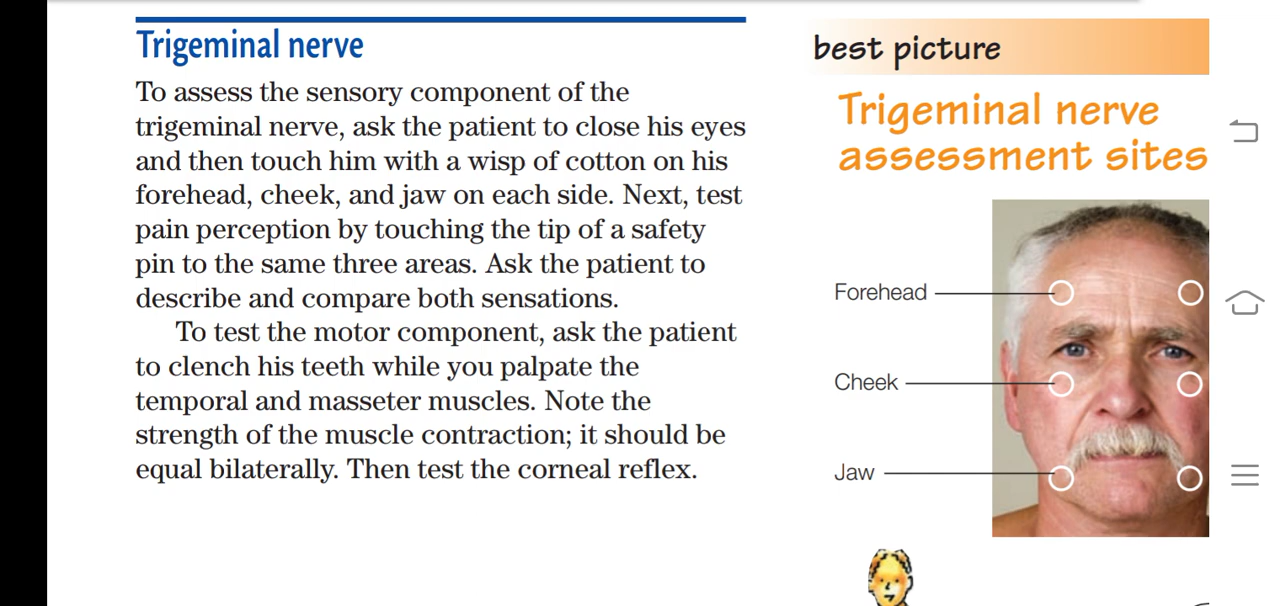 Trigeminal nerve
To assess the sensory component of the
trigeminal nerve, ask the patient to close his eyes
and then touch him with a wisp of cotton on his
forehead, cheek, and jaw on each side. Next, test
pain perception by touching the tip of a safety
pin to the same three areas. Ask the patient to
describe and compare both sensations.
To test the motor component, ask the patient
to clench his teeth while you palpate the
temporal and masseter muscles. Note the
strength of the muscle contraction; it should be
equal bilaterally. Then test the corneal reflex.
best picture
Trigeminal nerve
assessment sites
Forehead
Cheek
Jaw